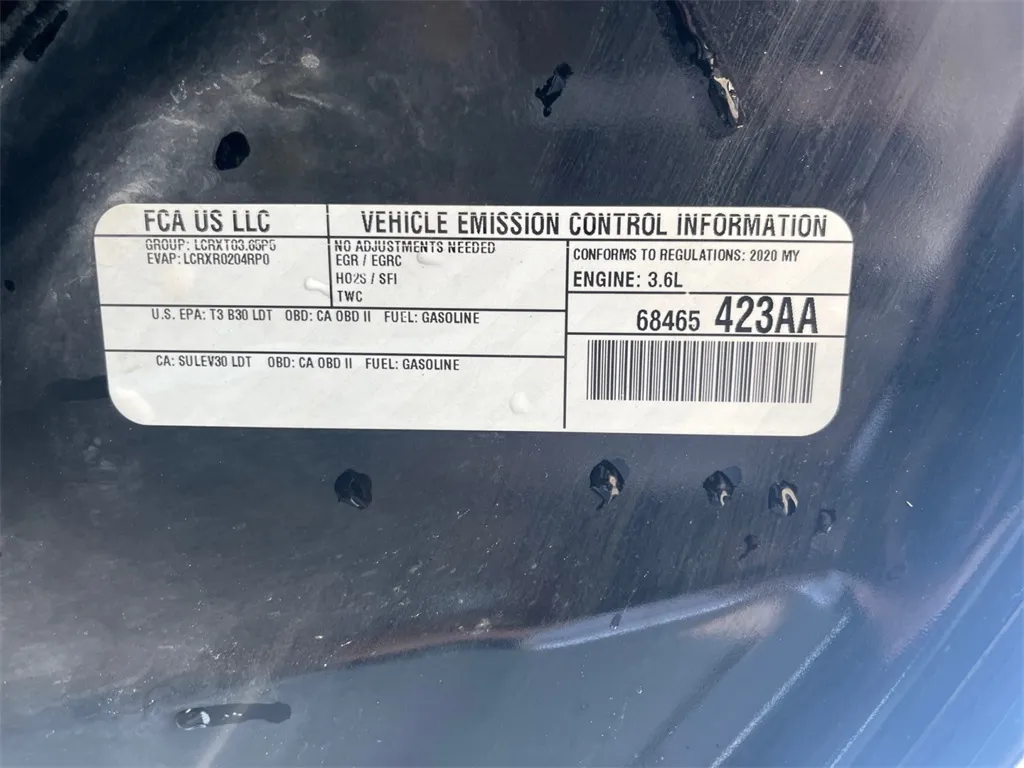 FCA US LLC
VEHICLE EMISSION CONTROL INFORMATION
GROUP: LCRXT03.65P5
EVAP: LCRXR0204RP0
NO ADJUSTMENTS NEEDED
EGR / EGRC
HO2S / SFI
TWC
CONFORMS TO REGULATIONS: 2020 MY
ENGINE: 3.6L
U.S. EPA: T3 B30 LDT OBD: CA OBD II FUEL: GASOLINE
68465 423AA
CA: SULEV30 LDT OBD: CA OBD II FUEL: GASOLINE